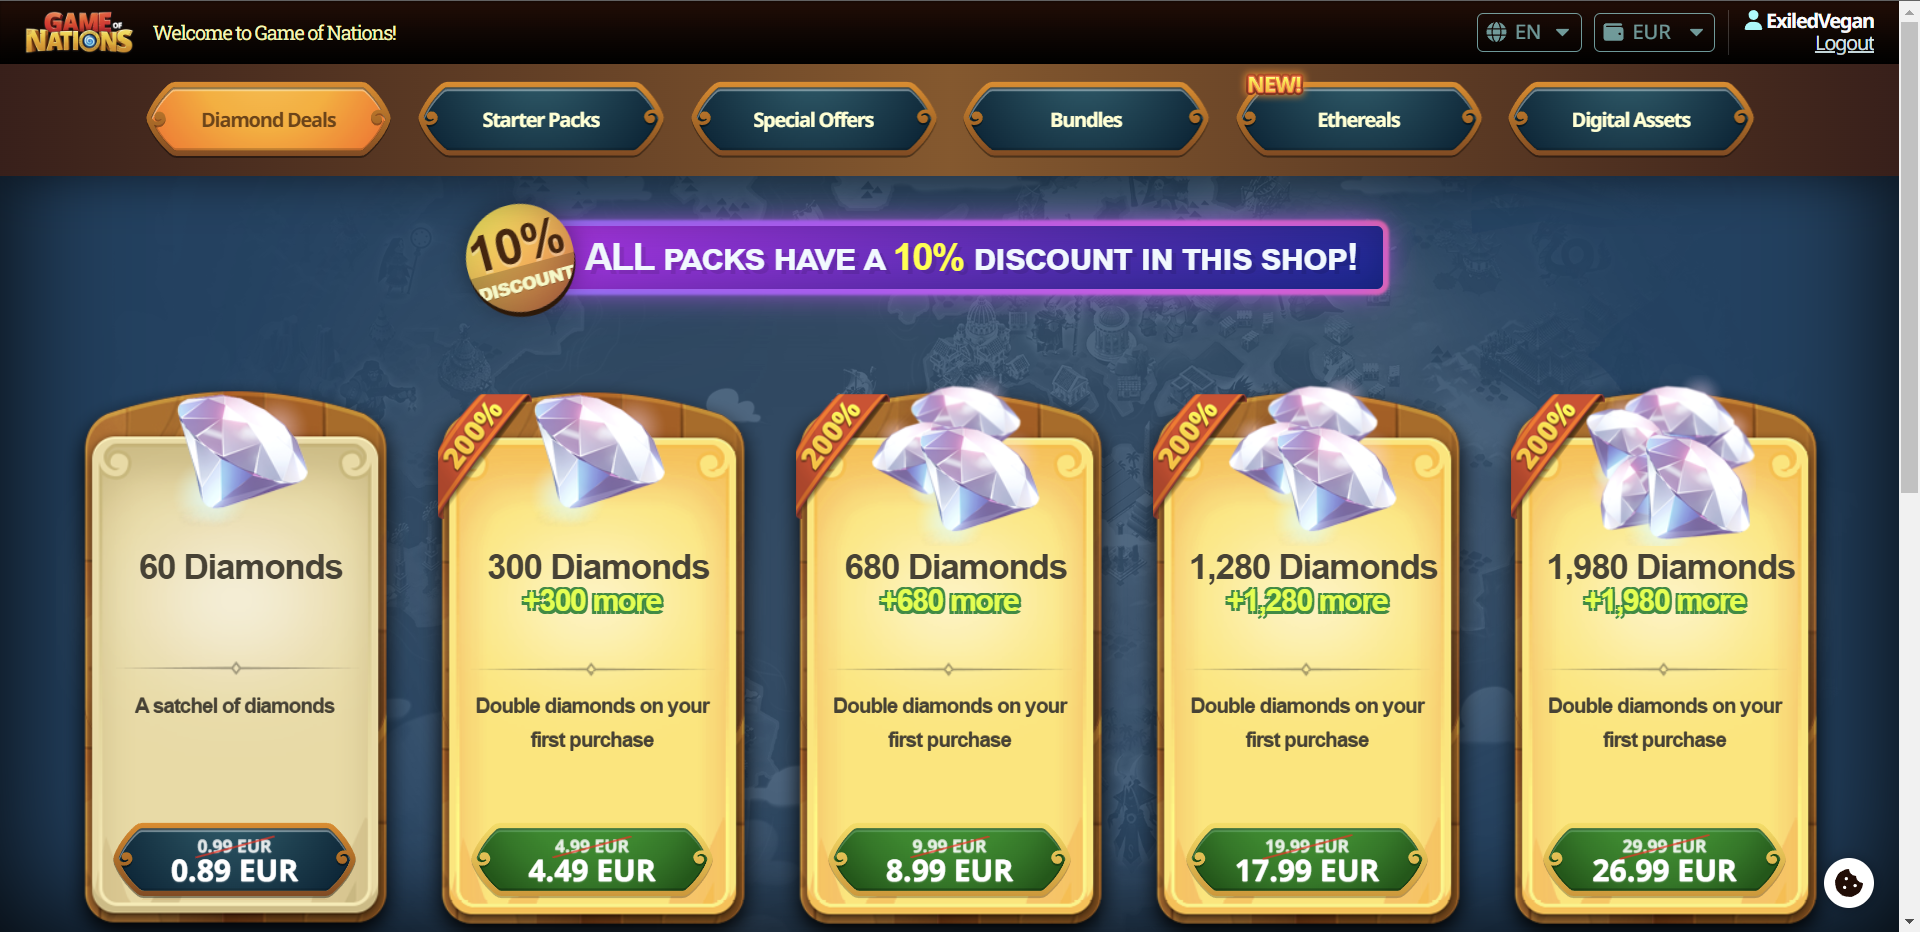 GAME OF NATIONS
Welcome to Game of Nations!
EN
EUR
ExiledVegan
Logout
Diamond Deals
Starter Packs
Special Offers
Bundles
NEW!
Ethereals
Digital Assets
10%
DISCOUNT
ALL PACKS HAVE A 10% DISCOUNT IN THIS SHOP!
60 Diamonds
A satchel of diamonds
0.99 EUR
0.89 EUR
200%
300 Diamonds
+300 more
Double diamonds on your
first purchase
4.99 EUR
4.49 EUR
200%
680 Diamonds
+680 more
Double diamonds on your
first purchase
9.99 EUR
8.99 EUR
200%
1,280 Diamonds
+1,280 more
Double diamonds on your
first purchase
19.99 EUR
17.99 EUR
200%
1,980 Diamonds
+1,980 more
Double diamonds on your
first purchase
29.99 EUR
26.99 EUR